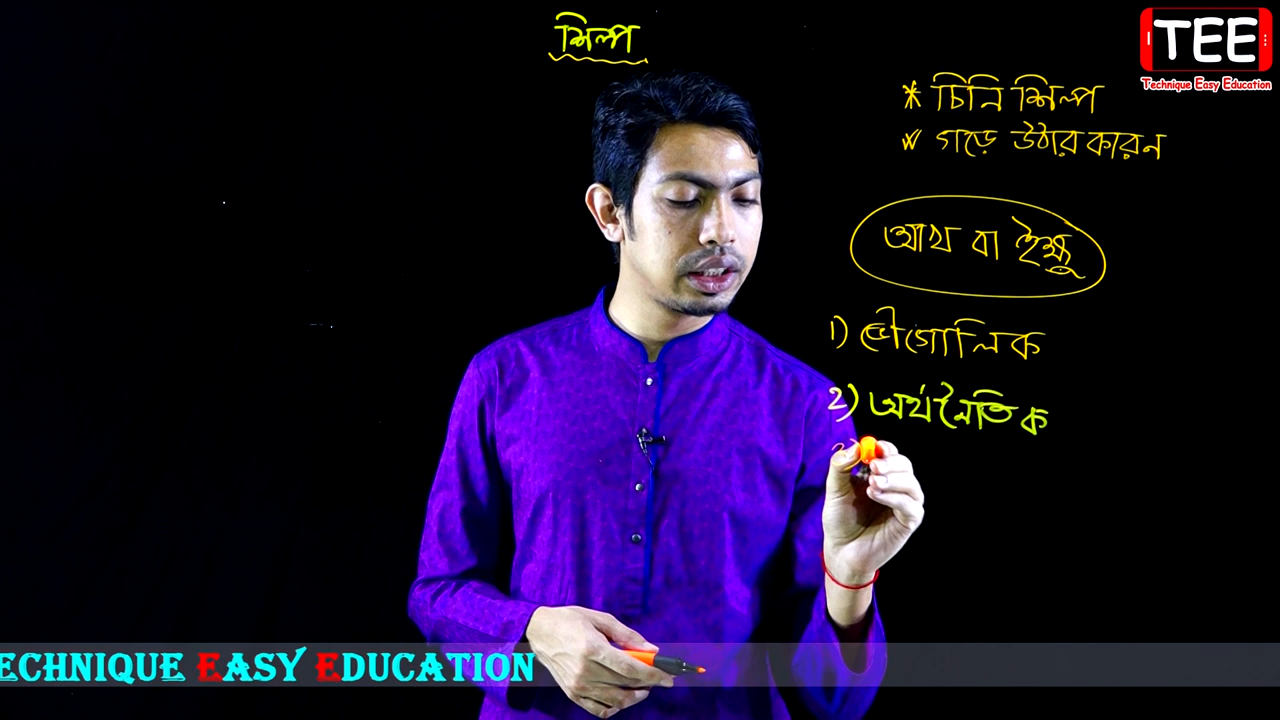 শিল্প
TEE
Technique Easy Education
* চিনি শিল্প
* গড়ে উঠার কারন
আখ বা ইক্ষু
1) ভৌগোলিক
2) অর্থনৈতিক
ECHNIQUE EASY EDUCATION